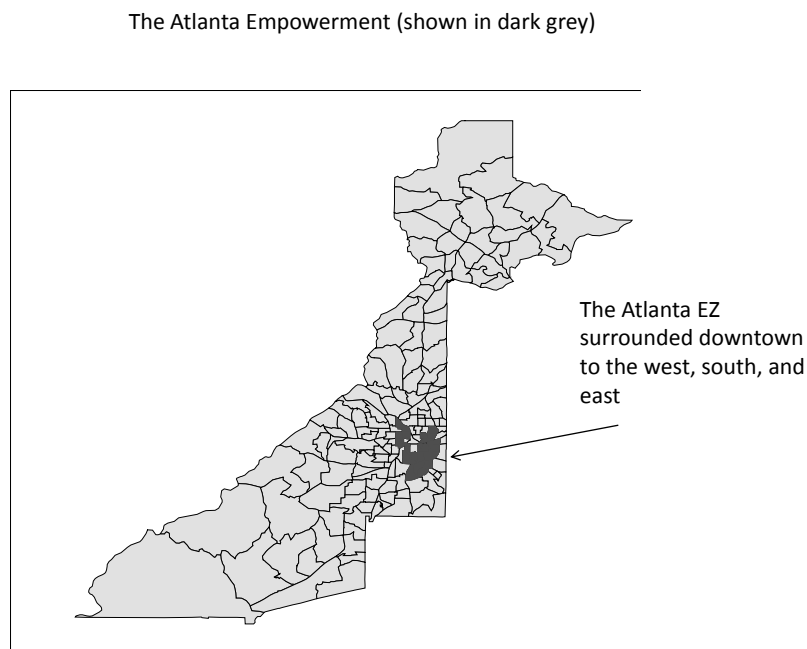 The Atlanta Empowerment (shown in dark grey)
The Atlanta EZ
surrounded downtown
to the west, south, and
east